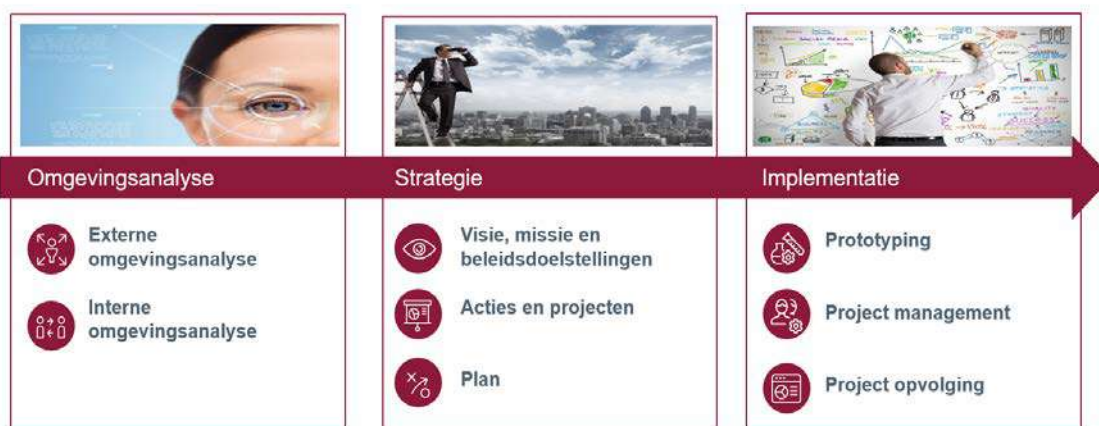 Omgevingsanalyse
Strategie
Implementatie
Externe
omgevingsanalyse
Interne
omgevingsanalyse
Visie, missie en
beleidsdoelstellingen
Acties en projecten
Plan
Prototyping
Project management
Project opvolging